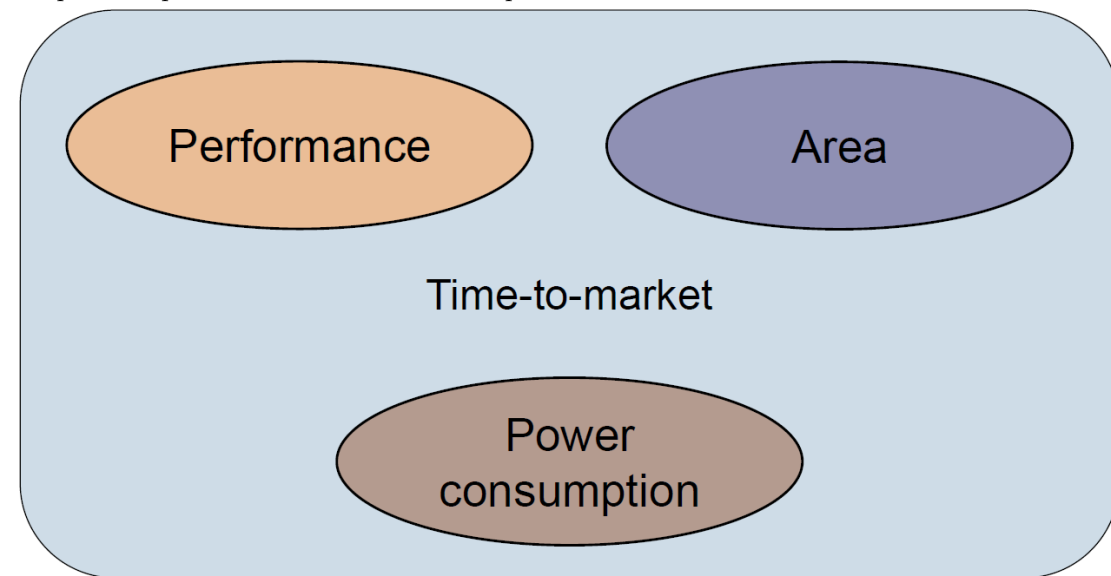 Performance
Area
Time-to-market
Power
consumption